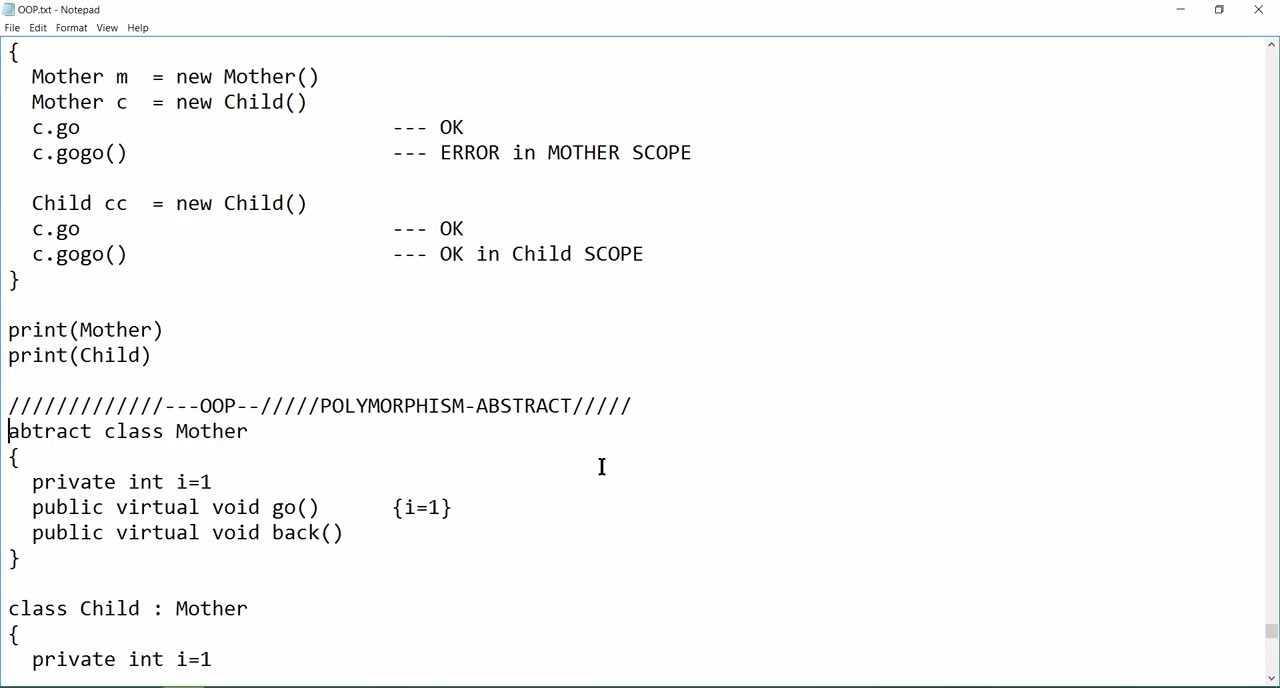 OOP.txt - Notepad
File Edit Format View Help
{
  Mother m  = new Mother()
  Mother c  = new Child()
  c.go                          --- OK
  c.gogo()                      --- ERROR in MOTHER SCOPE

  Child cc  = new Child()
  c.go                          --- OK
  c.gogo()                      --- OK in Child SCOPE
}

print(Mother)
print(Child)

/////////////---OOP--/////POLYMORPHISM-ABSTRACT/////
abtract class Mother
{
  private int i=1
  public virtual void go()      {i=1}
  public virtual void back()
}

class Child : Mother
{
  private int i=1